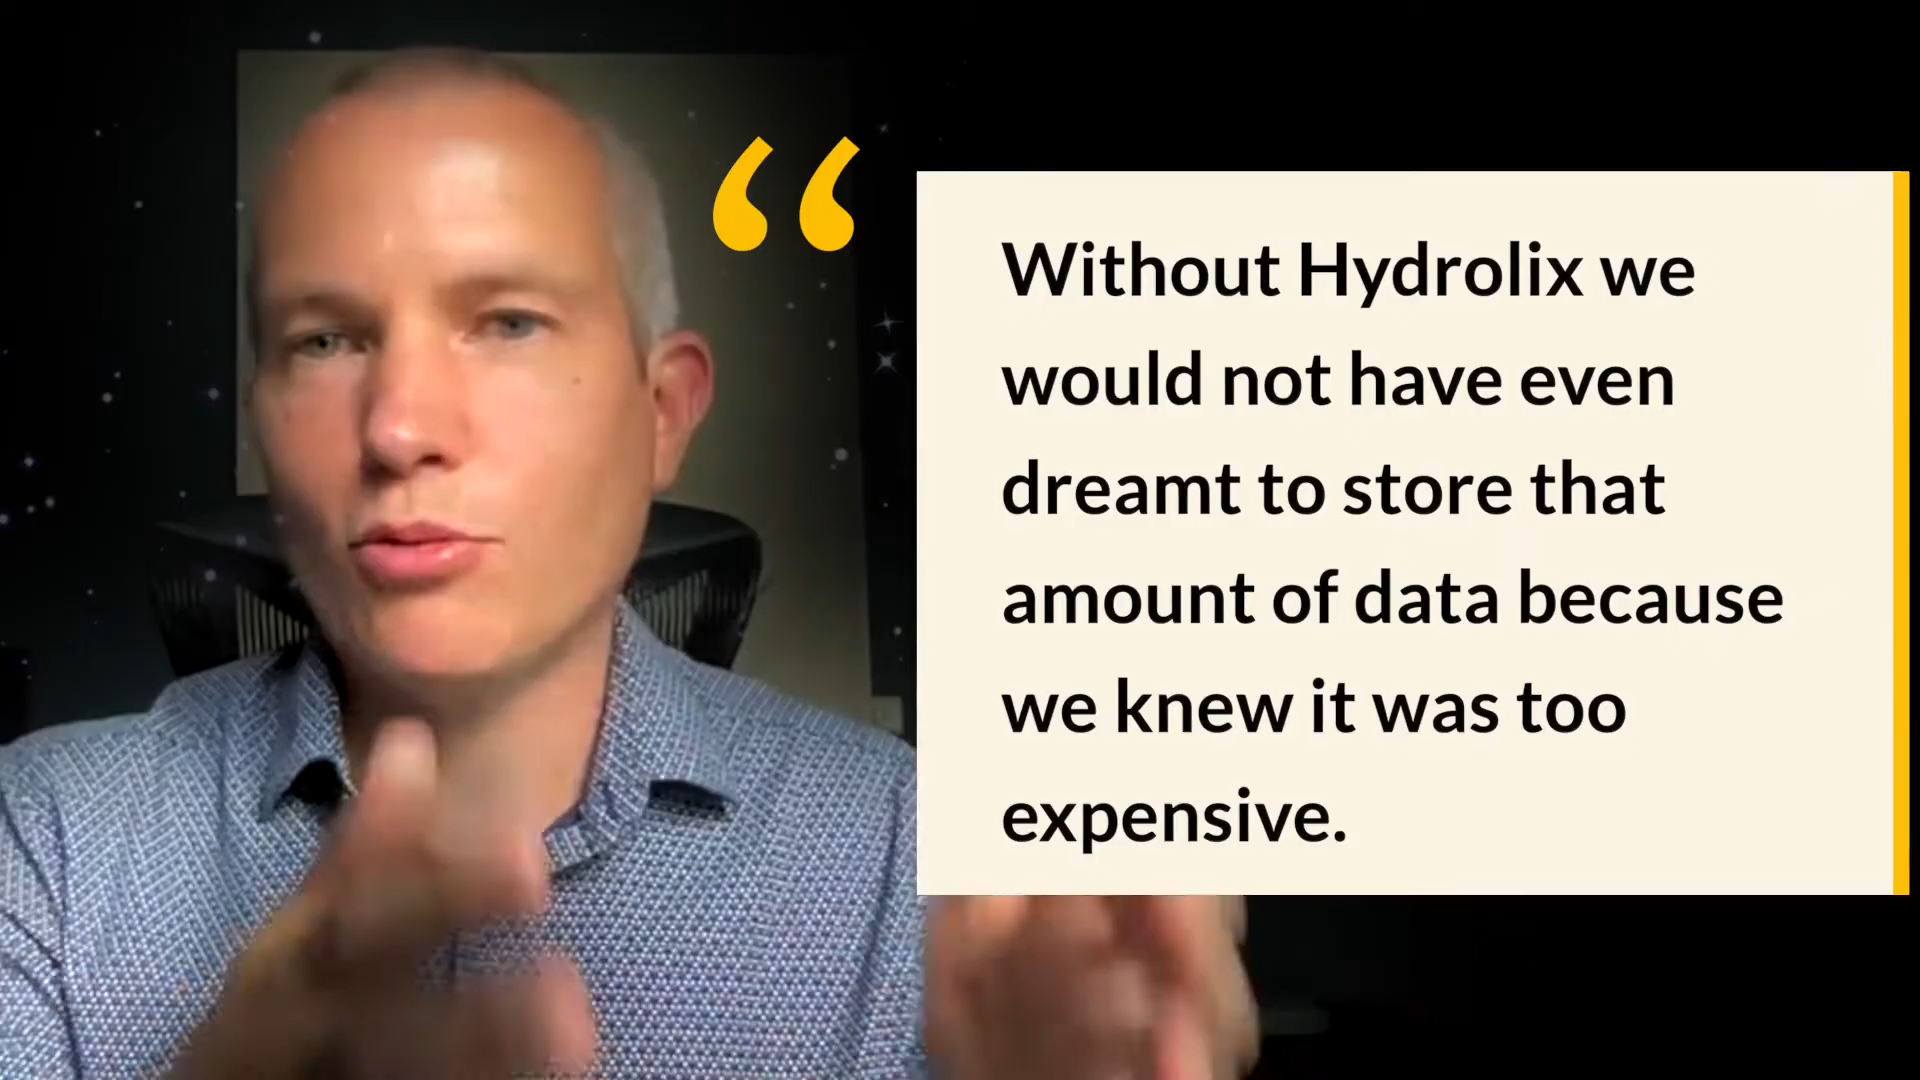 “
Without Hydrolix we
would not have even
dreamt to store that
amount of data because
we knew it was too
expensive.